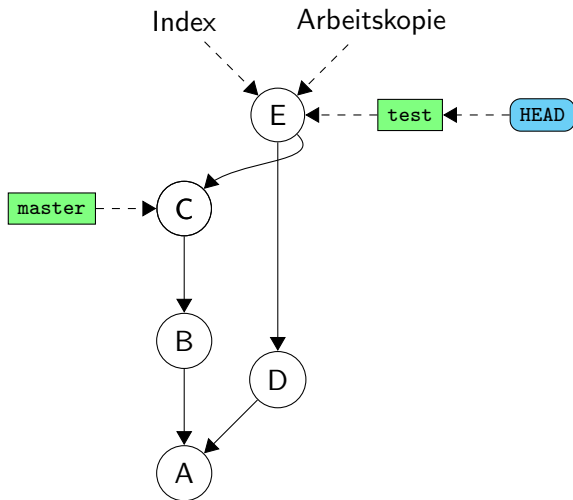 Index
Arbeitskopie
E
test
HEAD
master
C
B
D
A